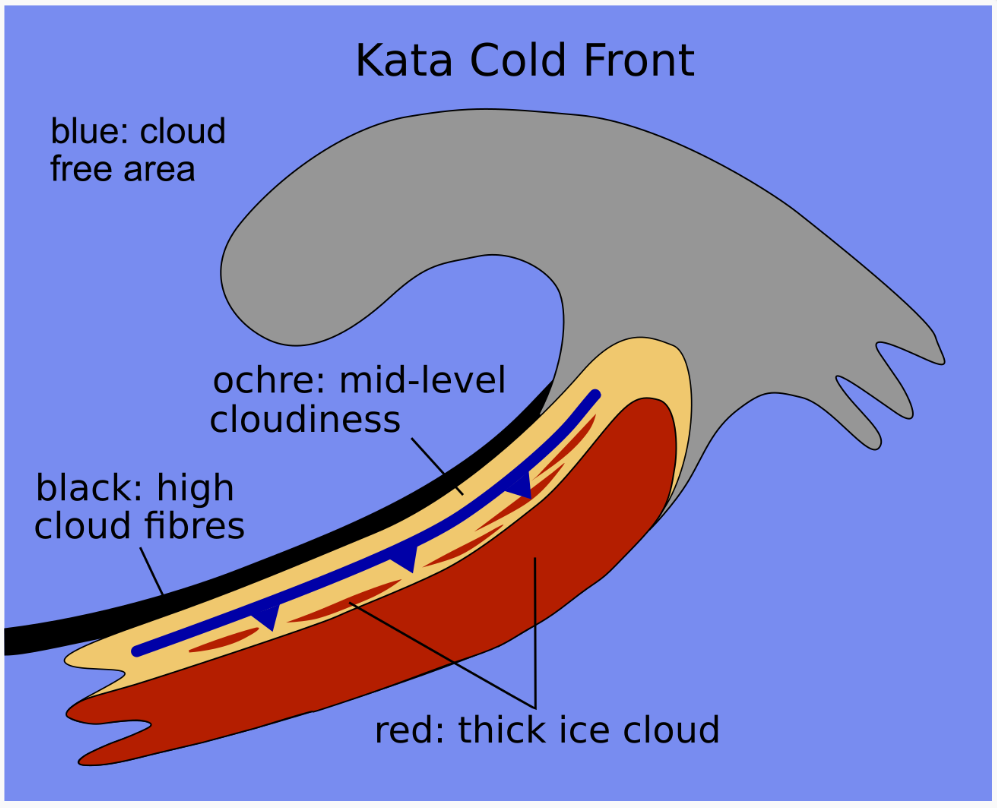 Kata Cold Front
blue: cloud
free area
ochre: mid-level
cloudiness
black: high
cloud fibres
red: thick ice cloud